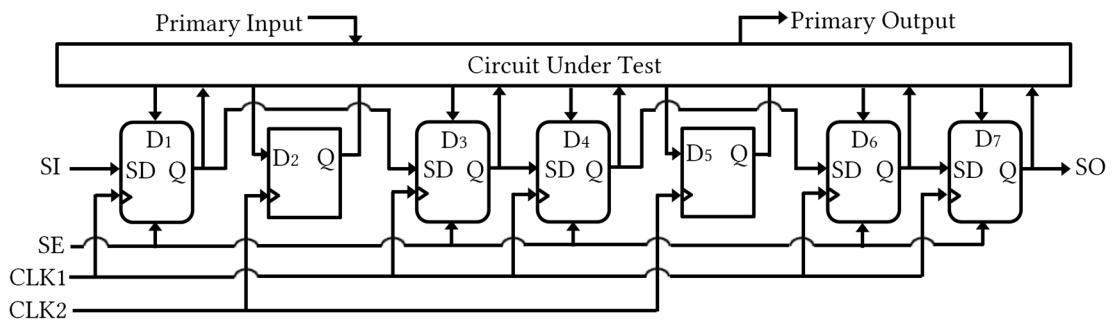 Primary Input
Primary Output
Circuit Under Test
D1 D2 Q D3 D4 D5 Q D6 D7
SI SD Q SD Q SD Q SD Q SD Q SO
SE
CLK1
CLK2